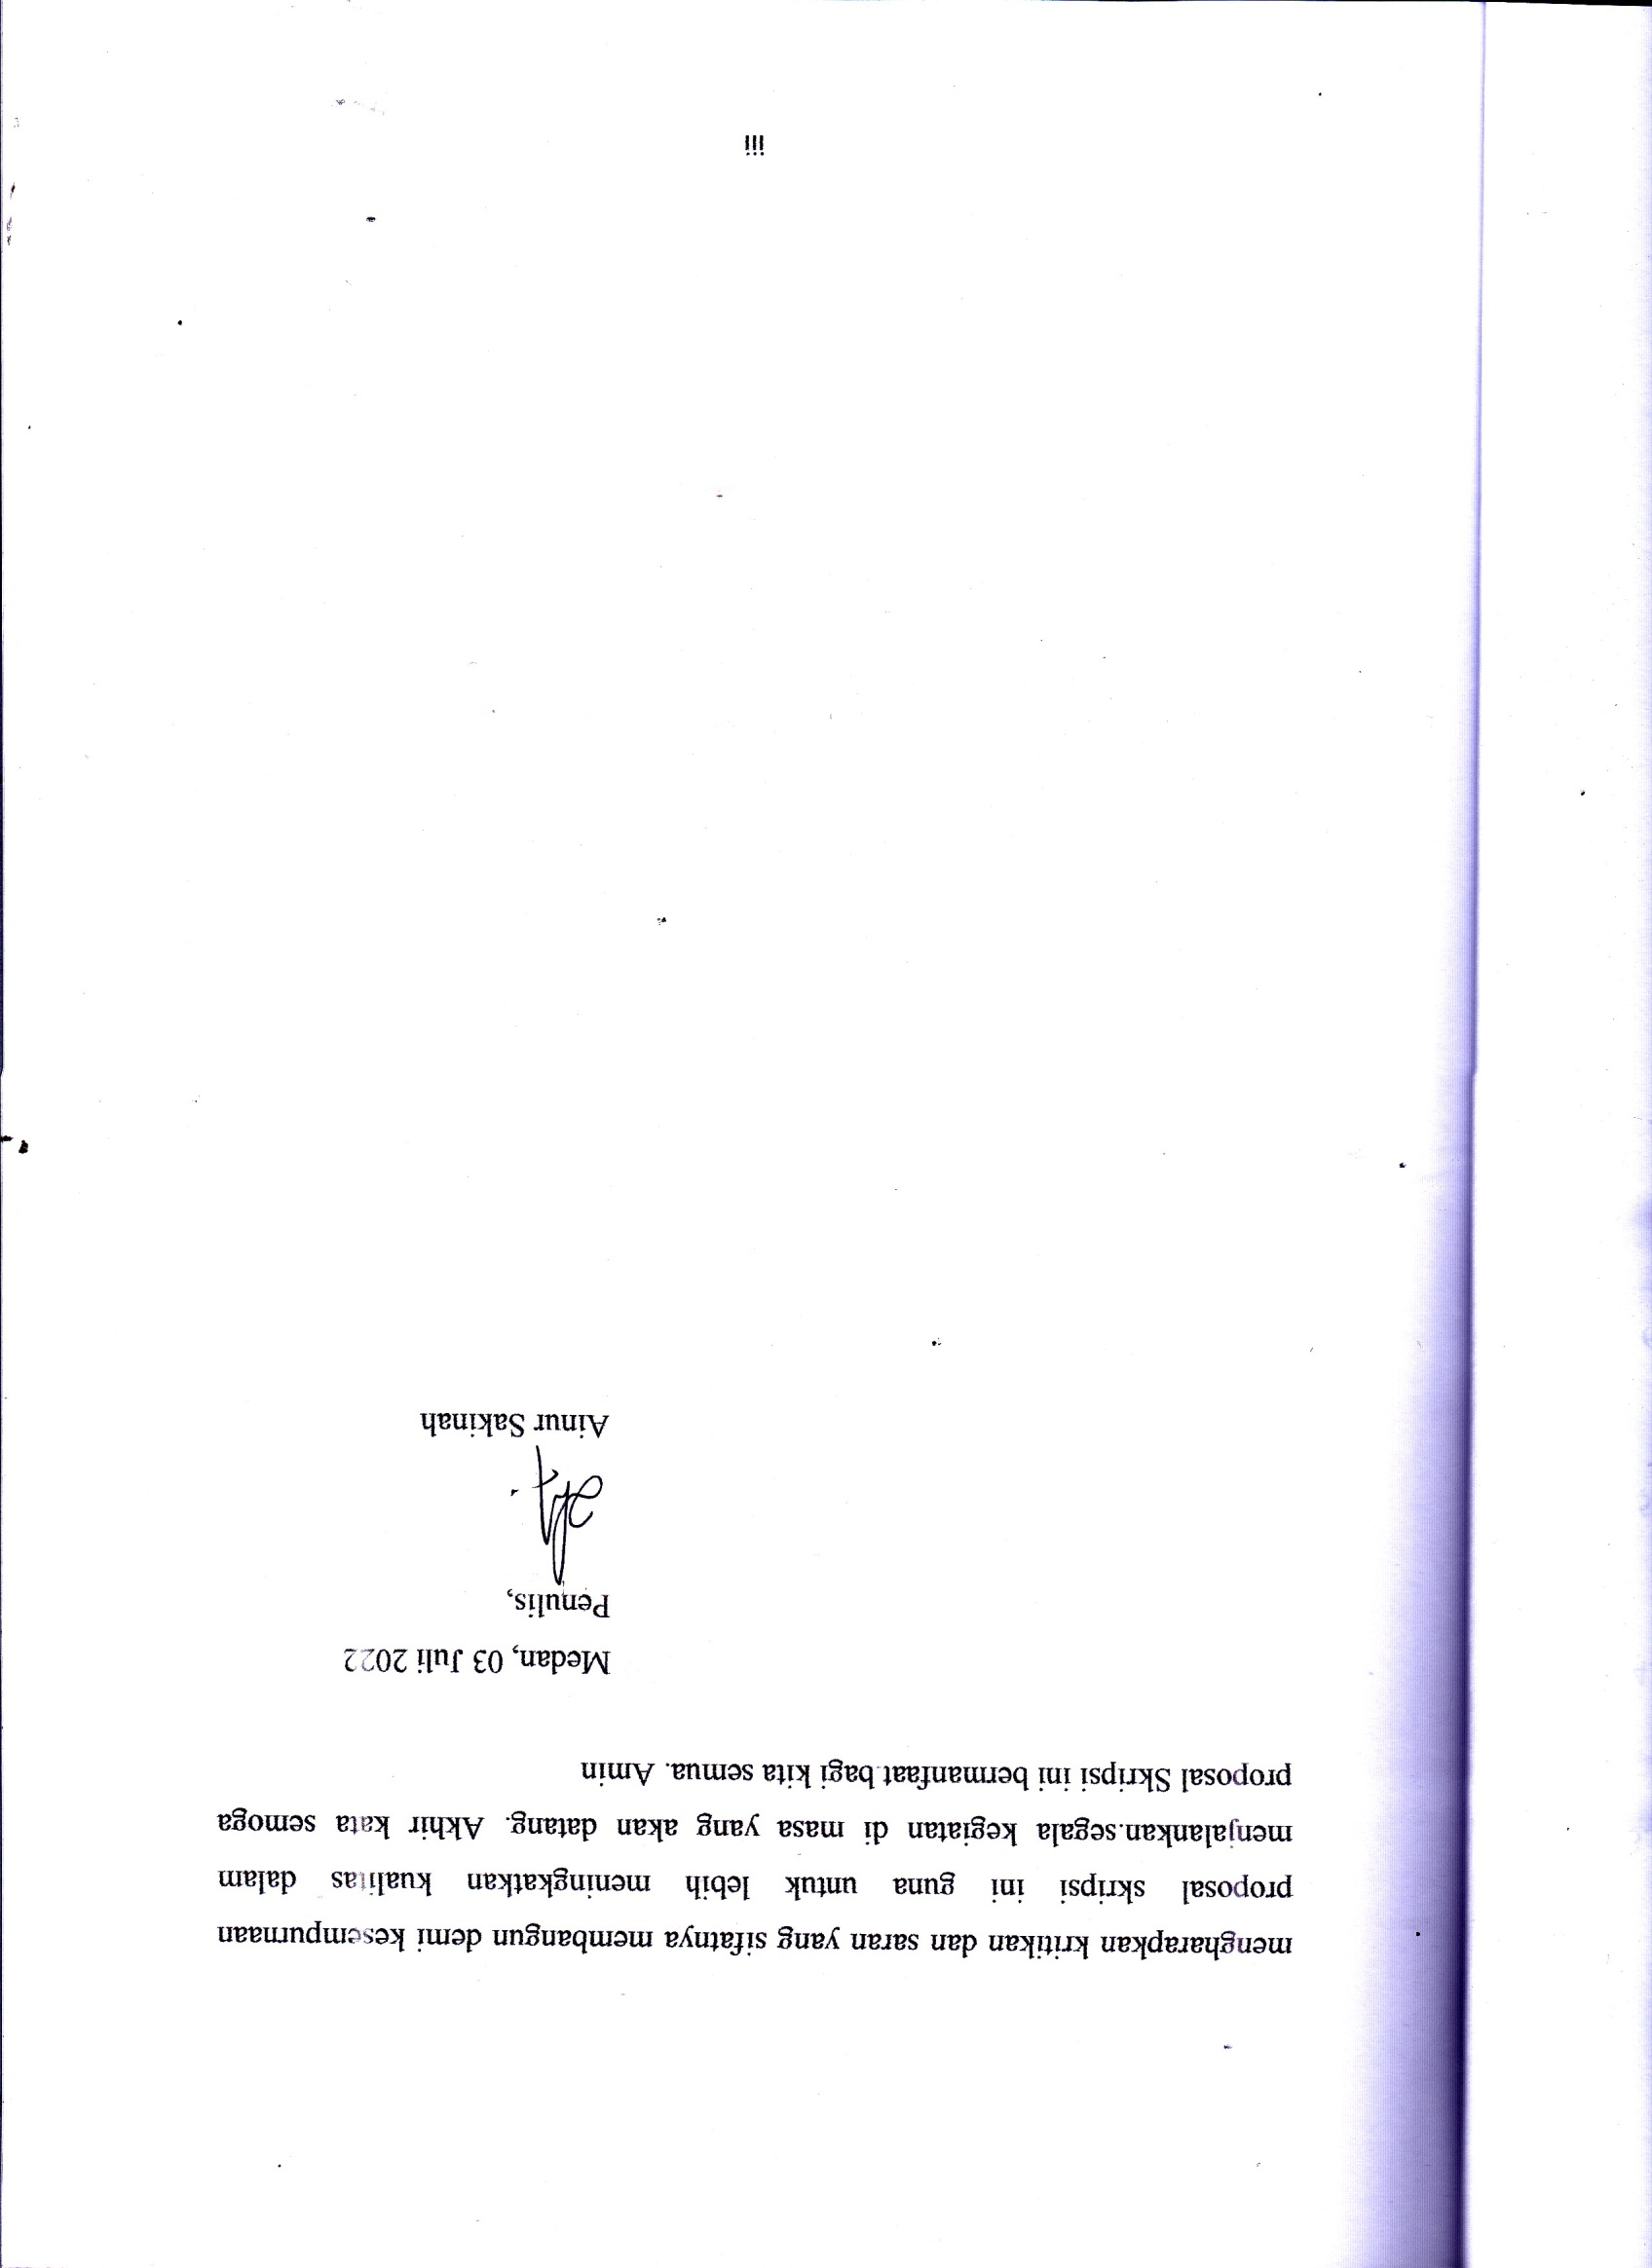 mengharapkan kritikan dan saran yang sifatnya membangun demi kesempurnaan
proposal skripsi ini guna untuk lebih meningkatkan kualitas dalam
menjalankan segala kegiatan di masa yang akan datang. Akhir kata semoga
proposal Skripsi ini bermanfaat bagi kita semua. Amin
Medan, 03 Juli 2022
Penulis,
Ainur Sakinah
iii